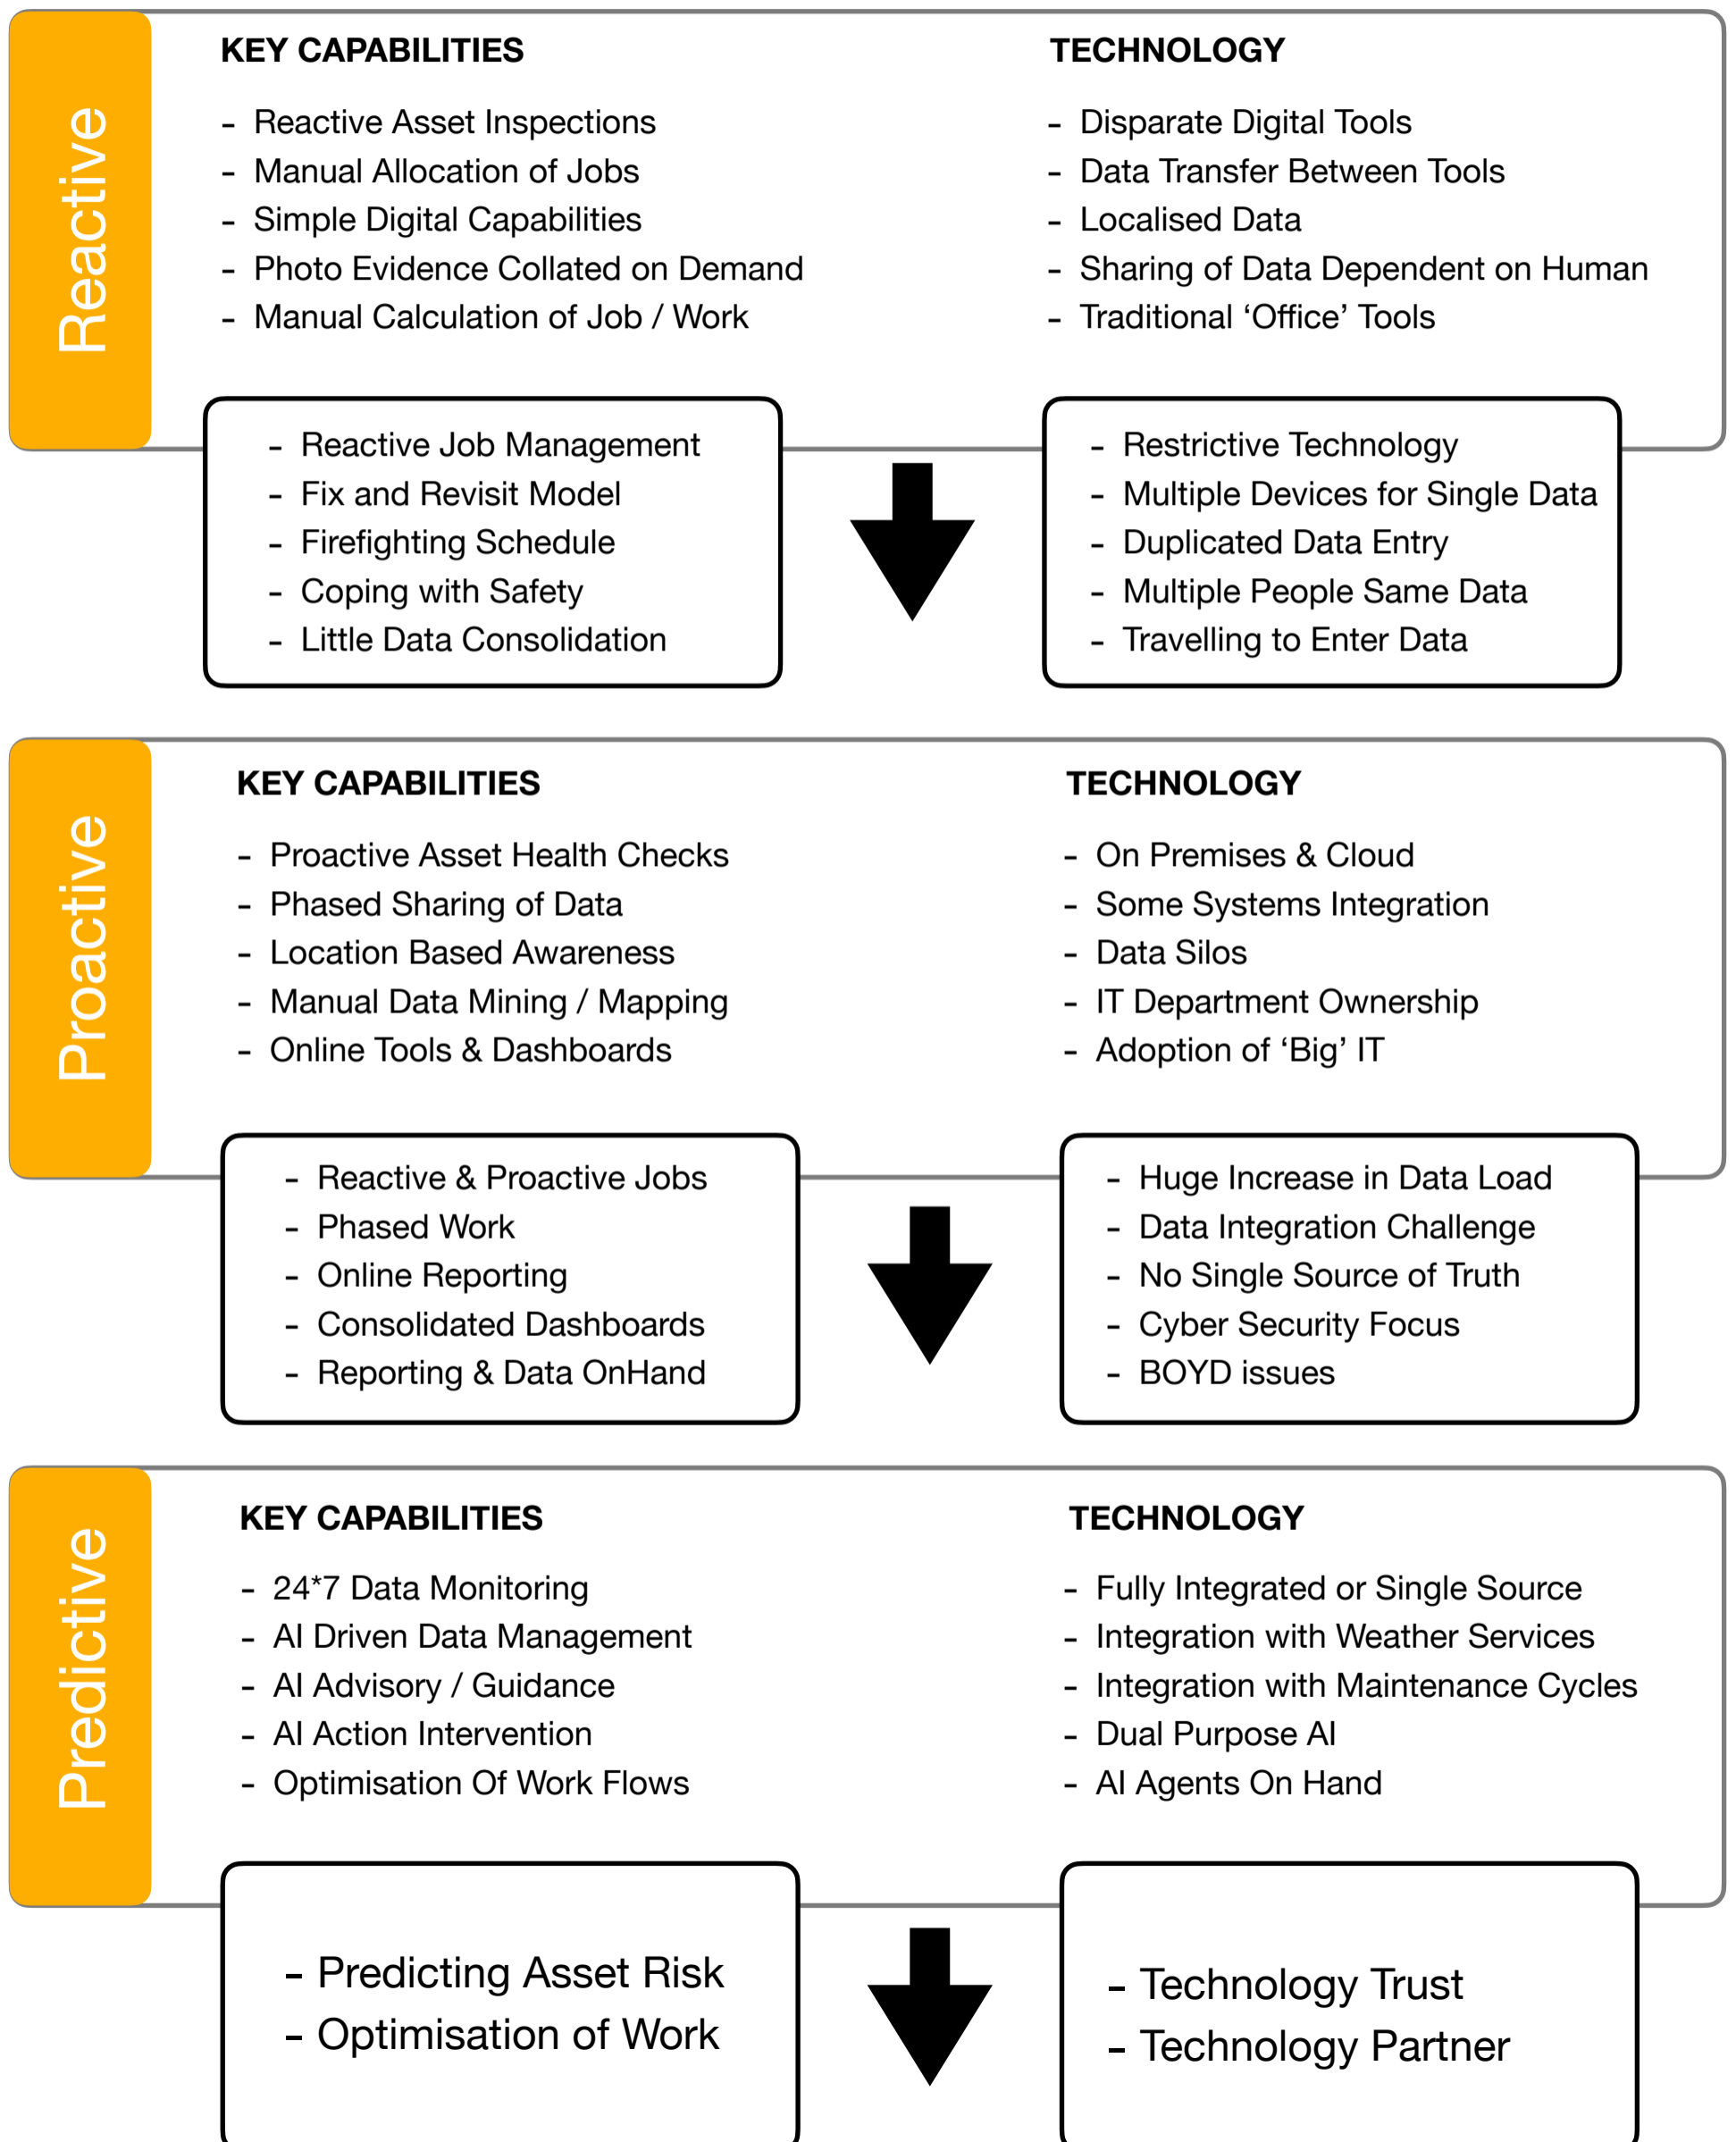 Reactive
KEY CAPABILITIES
- Reactive Asset Inspections
- Manual Allocation of Jobs
- Simple Digital Capabilities
- Photo Evidence Collated on Demand
- Manual Calculation of Job / Work
TECHNOLOGY
- Disparate Digital Tools
- Data Transfer Between Tools
- Localised Data
- Sharing of Data Dependent on Human
- Traditional ‘Office’ Tools
- Reactive Job Management
- Fix and Revisit Model
- Firefighting Schedule
- Coping with Safety
- Little Data Consolidation
- Restrictive Technology
- Multiple Devices for Single Data
- Duplicated Data Entry
- Multiple People Same Data
- Travelling to Enter Data
Proactive
KEY CAPABILITIES
- Proactive Asset Health Checks
- Phased Sharing of Data
- Location Based Awareness
- Manual Data Mining / Mapping
- Online Tools & Dashboards
TECHNOLOGY
- On Premises & Cloud
- Some Systems Integration
- Data Silos
- IT Department Ownership
- Adoption of ‘Big’ IT
- Reactive & Proactive Jobs
- Phased Work
- Online Reporting
- Consolidated Dashboards
- Reporting & Data OnHand
- Huge Increase in Data Load
- Data Integration Challenge
- No Single Source of Truth
- Cyber Security Focus
- BOYD issues
Predictive
KEY CAPABILITIES
- 24*7 Data Monitoring
- AI Driven Data Management
- AI Advisory / Guidance
- AI Action Intervention
- Optimisation Of Work Flows
TECHNOLOGY
- Fully Integrated or Single Source
- Integration with Weather Services
- Integration with Maintenance Cycles
- Dual Purpose AI
- AI Agents On Hand
- Predicting Asset Risk
- Optimisation of Work
- Technology Trust
- Technology Partner